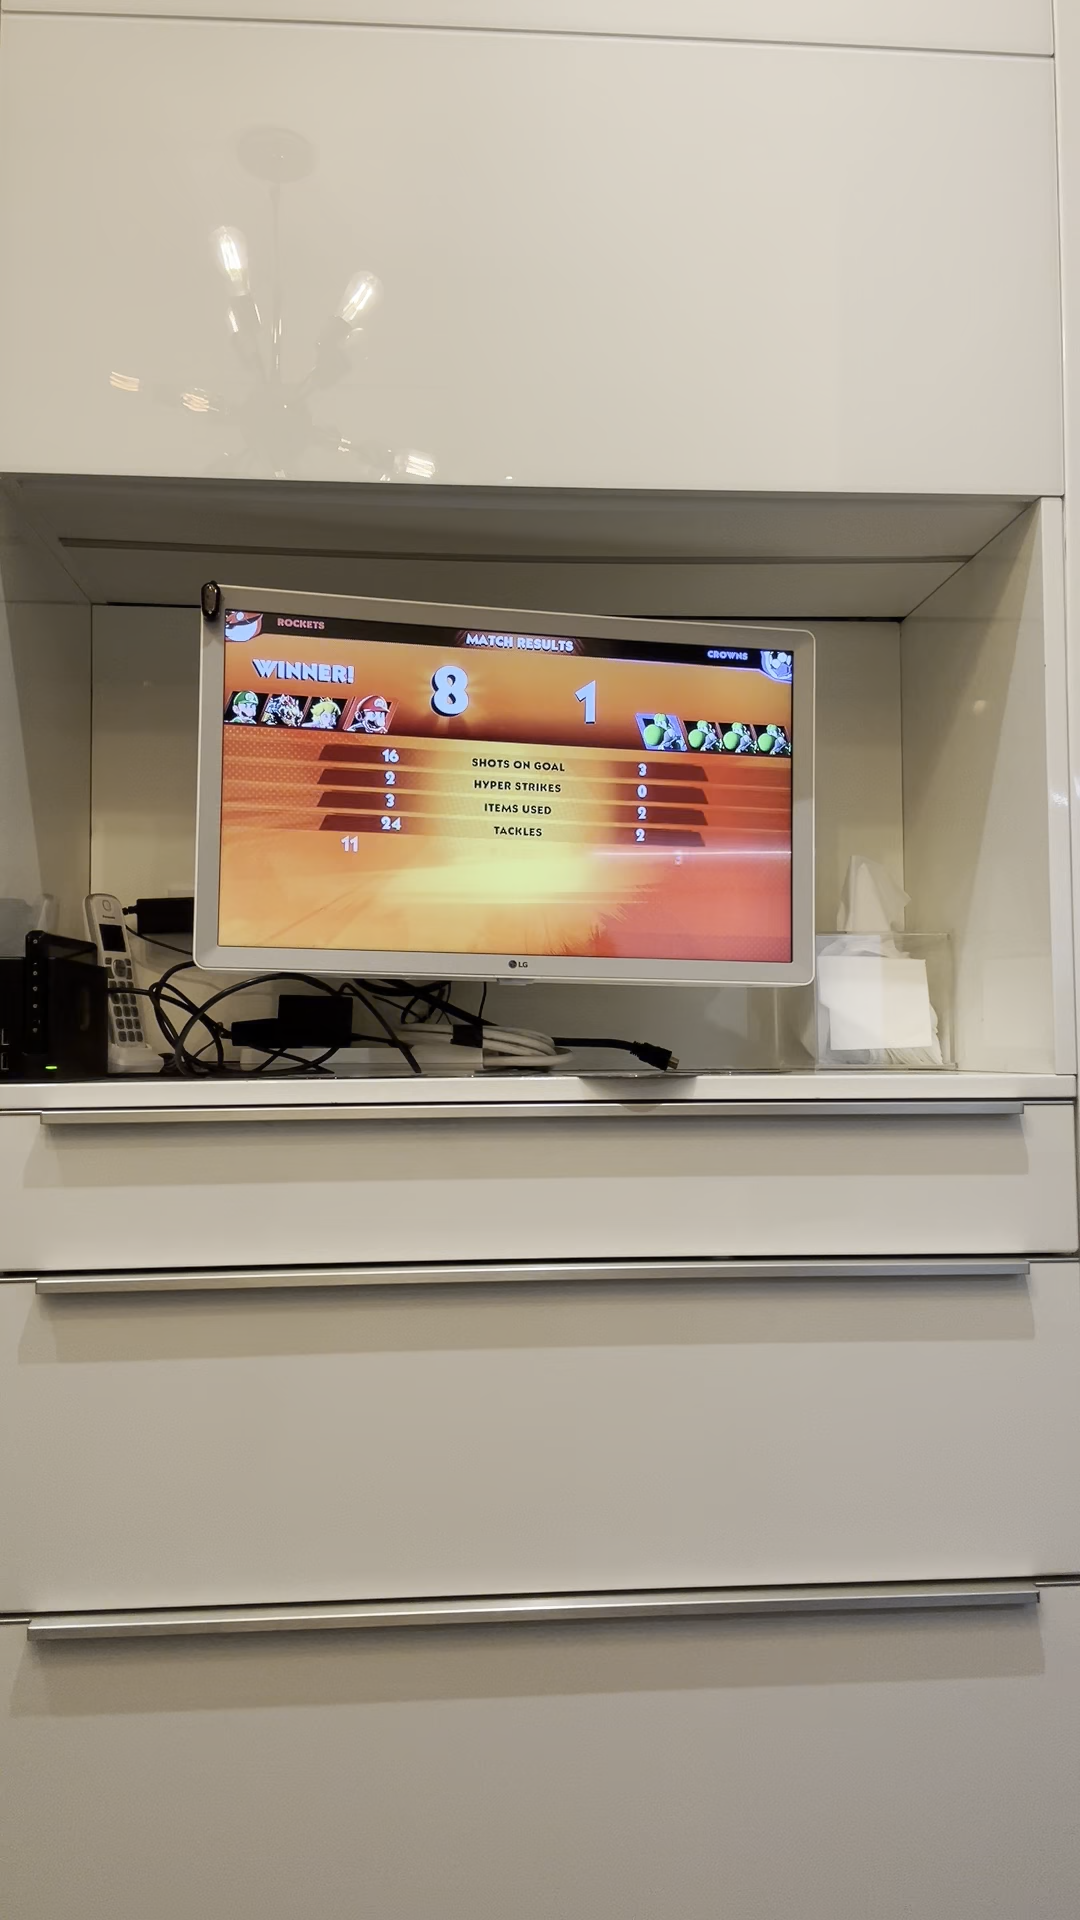 ROCKETS
MATCH RESULTS
CROWNS
WINNER!
8 1
16 SHOTS ON GOAL 3
2 HYPER STRIKES 0
3 ITEMS USED 2
24 TACKLES 2
11
LG